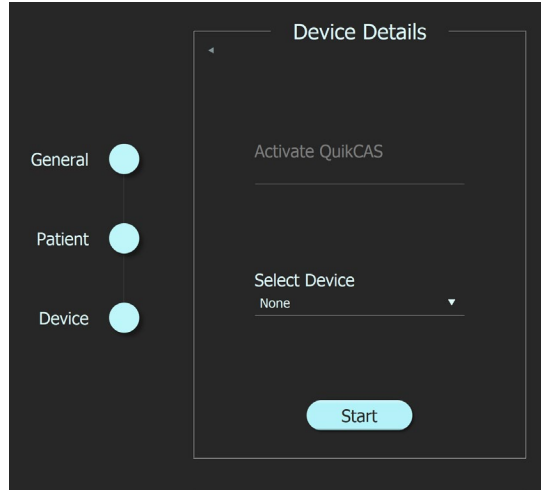 Device Details
General
Patient
Device
Activate QuikCAS
Select Device
None
Start